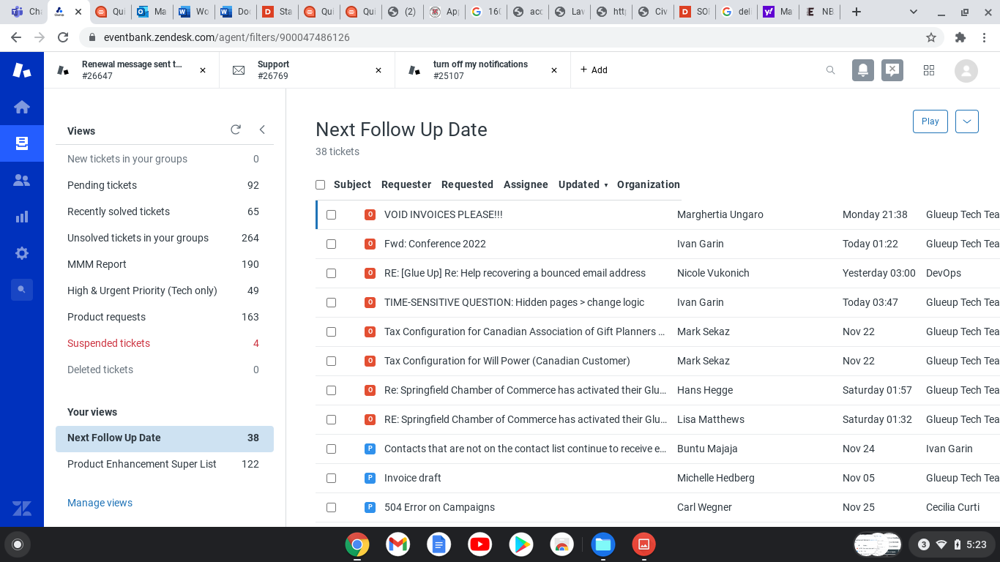 Cha
Qui
Ma
Wo
Doc
Sta
Qui
Qui
(2)
App
160
acc
Law
http
Civ
SOI
deli
Ma
NB
eventbank.zendesk.com/agent/filters/900047486126
Renewal message sent t...
#26647
Support
#26769
turn off my notifications
#25107
+ Add
Views
New tickets in your groups 0
Pending tickets 92
Recently solved tickets 65
Unsolved tickets in your groups 264
MMM Report 190
High & Urgent Priority (Tech only) 49
Product requests 163
Suspended tickets 4
Deleted tickets 0
Your views
Next Follow Up Date 38
Product Enhancement Super List 122
Manage views
Next Follow Up Date
38 tickets
Play
Subject Requester Requested Assignee Updated Organization
O VOID INVOICES PLEASE!!! Marghertia Ungaro Monday 21:38 Glueup Tech Tea
O Fwd: Conference 2022 Ivan Garin Today 01:22 Glueup Tech Tea
O RE: [Glue Up] Re: Help recovering a bounced email address Nicole Vukonich Yesterday 03:00 DevOps
O TIME-SENSITIVE QUESTION: Hidden pages > change logic Ivan Garin Today 03:47 Glueup Tech Tea
O Tax Configuration for Canadian Association of Gift Planners ... Mark Sekaz Nov 22 Glueup Tech Tea
O Tax Configuration for Will Power (Canadian Customer) Mark Sekaz Nov 22 Glueup Tech Tea
O Re: Springfield Chamber of Commerce has activated their Glu... Hans Hegge Saturday 01:57 Glueup Tech Tea
O RE: Springfield Chamber of Commerce has activated their Glu... Lisa Matthews Saturday 01:32 Glueup Tech Tea
P Contacts that are not on the contact list continue to receive e... Buntu Majaja Nov 24 Ivan Garin
P Invoice draft Michelle Hedberg Nov 05 Glueup Tech Tea
P 504 Error on Campaigns Carl Wegner Nov 25 Cecilia Curti
3 5:23